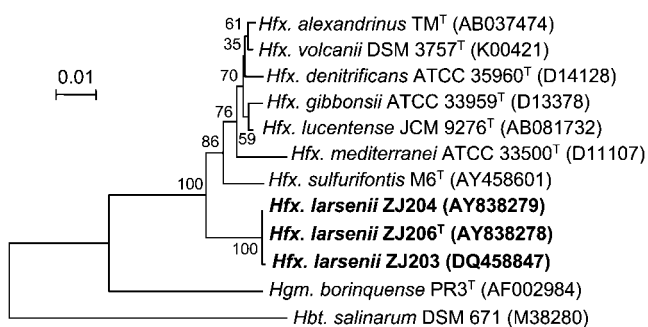 61
Hfx. alexandrinus TMᵀ (AB037474)
35
Hfx. volcanii DSM 3757ᵀ (K00421)
0.01
70
Hfx. denitrificans ATCC 35960ᵀ (D14128)
Hfx. gibbonsii ATCC 33959ᵀ (D13378)
76
Hfx. lucentense JCM 9276ᵀ (AB081732)
86
59
Hfx. mediterranei ATCC 33500ᵀ (D11107)
100
Hfx. sulfurifontis M6ᵀ (AY458601)
Hfx. larsenii ZJ204 (AY838279)
Hfx. larsenii ZJ206ᵀ (AY838278)
100
Hfx. larsenii ZJ203 (DQ458847)
Hgm. borinquense PR3ᵀ (AF002984)
Hbt. salinarum DSM 671 (M38280)